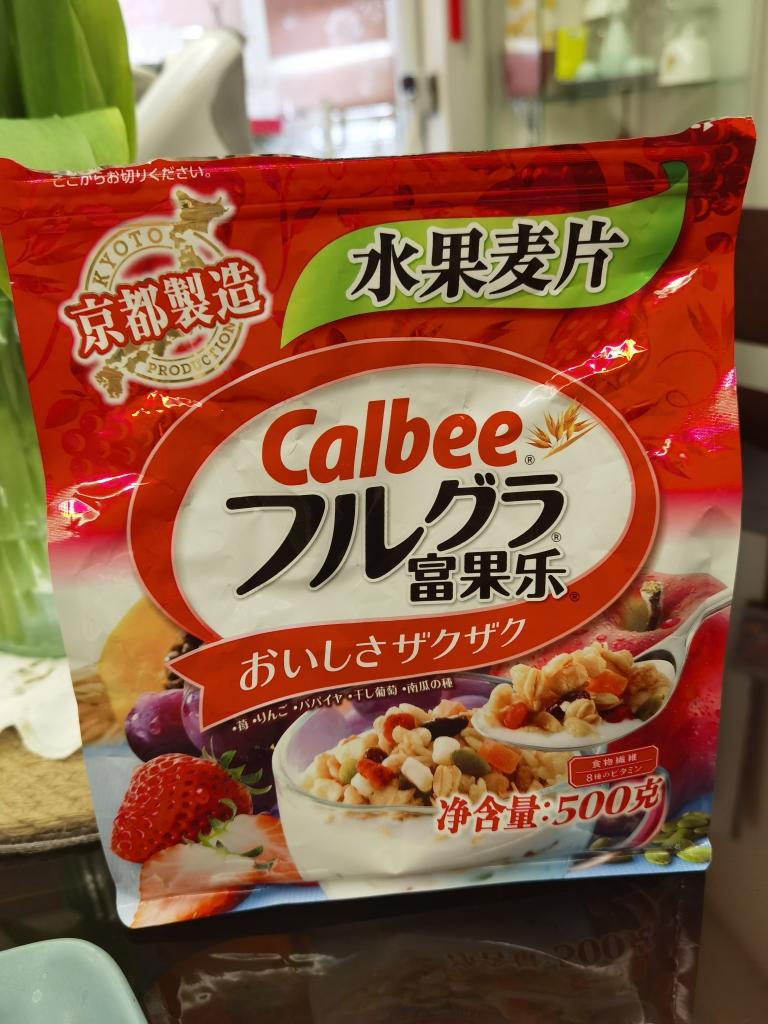 ここからお切りください。
KYOTO
京都製造
PRODUCTION
水果麦片
Calbee®
フルグラ®
富果乐®
おいしさザクザク
・苺・りんご・パパイヤ・干し葡萄・南瓜の種
食物繊維
8種のビタミン
净含量:500克